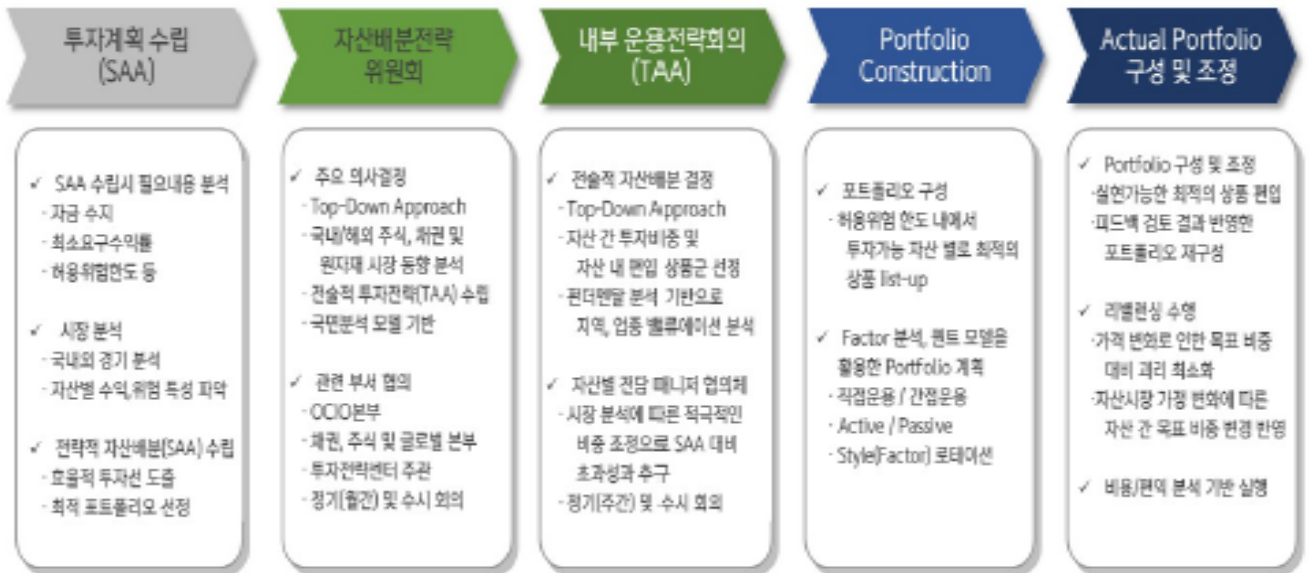 투자계획 수립
(SAA)
✓ SAA 수립시 필요내용 분석
- 자금 수지
- 최소요구수익률
- 허용위험한도 등
✓ 시장 분석
- 국내외 경기 분석
- 자산별 수익,위험 특성 파악
✓ 전략적 자산배분(SAA) 수립
- 효율적 투자선 도출
- 최적 포트폴리오 선정
자산배분전략
위원회
✓ 주요 의사결정
- Top-Down Approach
- 국내/해외 주식, 채권 및
원자재 시장 동향 분석
- 전술적 투자전략(TAA) 수립
- 국면분석 모델 기반
✓ 관련 부서 협의
- OCIO본부
- 채권, 주식 및 글로벌 본부
- 투자전략센터 주관
- 정기(월간) 및 수시 회의
내부 운용전략회의
(TAA)
✓ 전술적 자산배분 결정
- Top-Down Approach
- 자산 간 투자비중 및
자산 내 편입 상품군 선정
- 펀더멘탈 분석 기반으로
지역, 업종 밸류에이션 분석
✓ 자산별 전담 매니저 협의체
- 시장 분석에 따른 적극적인
비중 조정으로 SAA 대비
초과성과 추구
- 정기(주간) 및 수시 회의
Portfolio
Construction
✓ 포트폴리오 구성
- 허용위험 한도 내에서
투자가능 자산 별로 최적의
상품 list-up
✓ Factor 분석, 퀀트 모델을
활용한 Portfolio 계획
- 직접운용 / 간접운용
- Active / Passive
- Style(Factor) 로테이션
Actual Portfolio
구성 및 조정
✓ Portfolio 구성 및 조정
-실현가능한 최적의 상품 편입
-피드백 검토 결과 반영한
포트폴리오 재구성
✓ 리밸런싱 수행
-가격 변화로 인한 목표 비중
대비 괴리 최소화
-자산시장 가정 변화에 따른
자산 간 목표 비중 변경 반영
✓ 비용/편익 분석 기반 실행